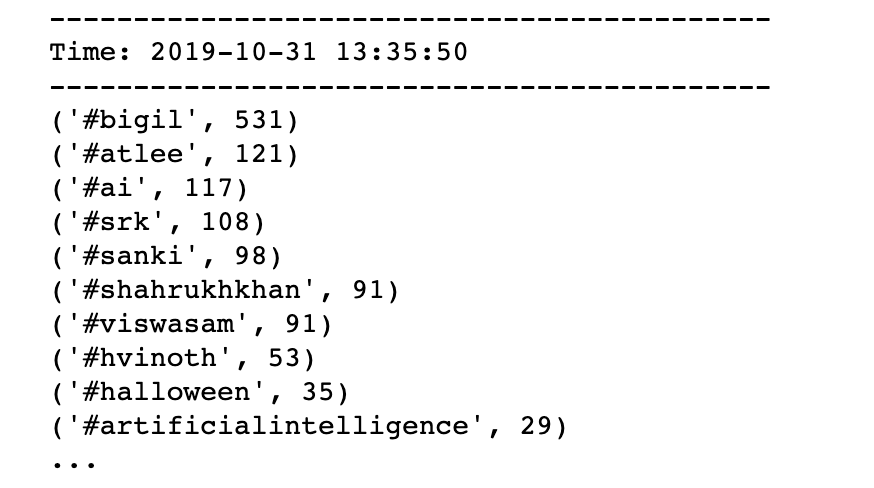 -------------------------------------------
Time: 2019-10-31 13:35:50
-------------------------------------------
('#bigil', 531)
('#atlee', 121)
('#ai', 117)
('#srk', 108)
('#sanki', 98)
('#shahrukhkhan', 91)
('#viswasam', 91)
('#hvinoth', 53)
('#halloween', 35)
('#artificialintelligence', 29)
...